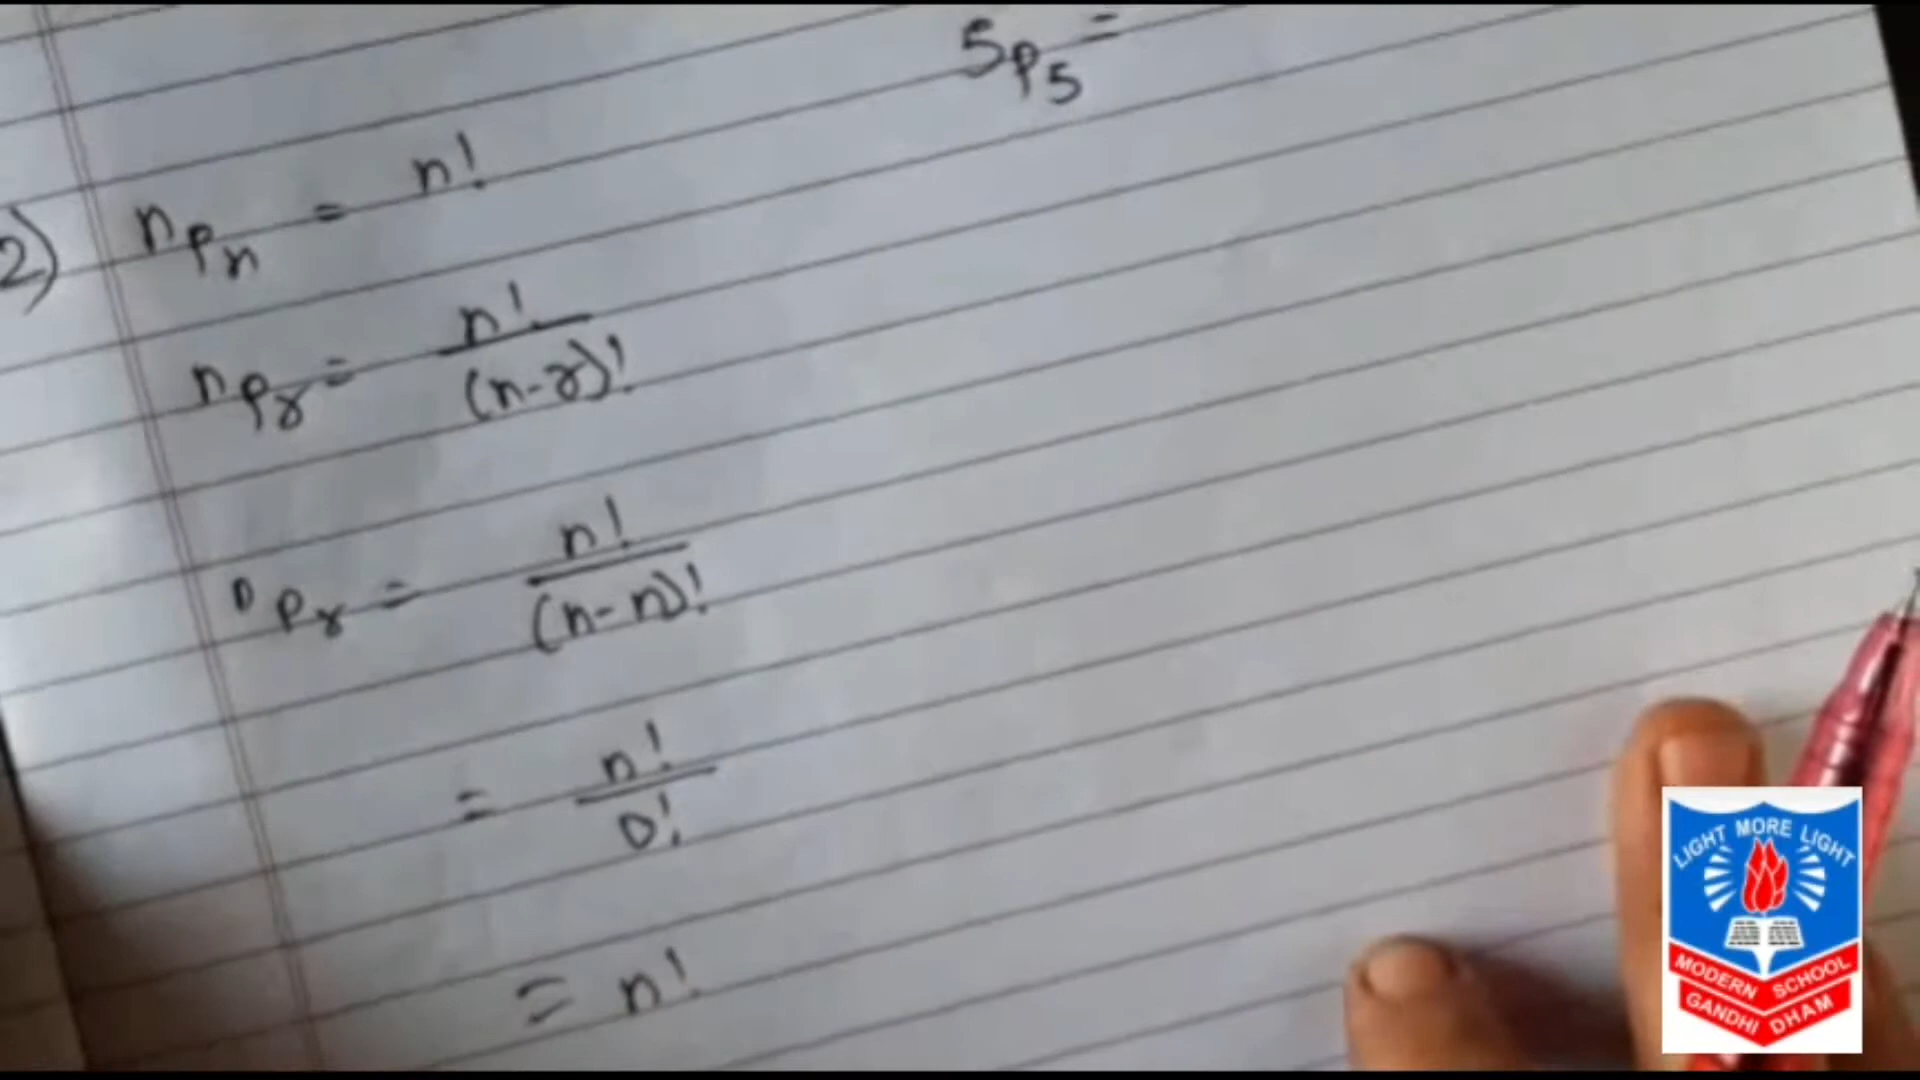 5P5 =
2) nPn = n!
nPr = n! / (n-r)!
nPr = n! / (n-n)!
= n! / 0!
= n!
LIGHT MORE LIGHT
MODERN SCHOOL
GANDHI DHAM